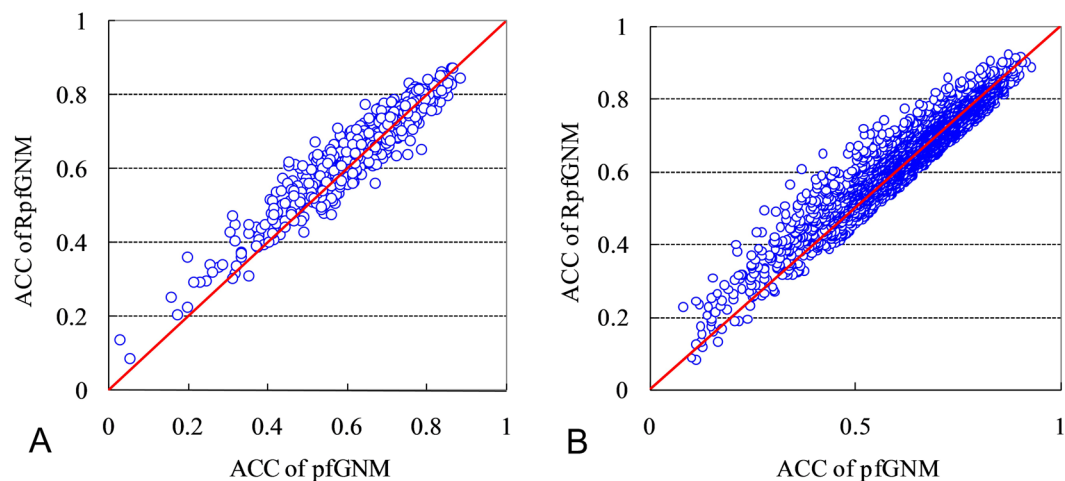 1
0.8
0.6
0.4
0.2
0
ACC of RpfGNM
0 0.2 0.4 0.6 0.8 1
ACC of pfGNM
A
1
0.8
0.6
0.4
0.2
0
ACC of RpfGNM
0 0.5 1
ACC of pfGNM
B